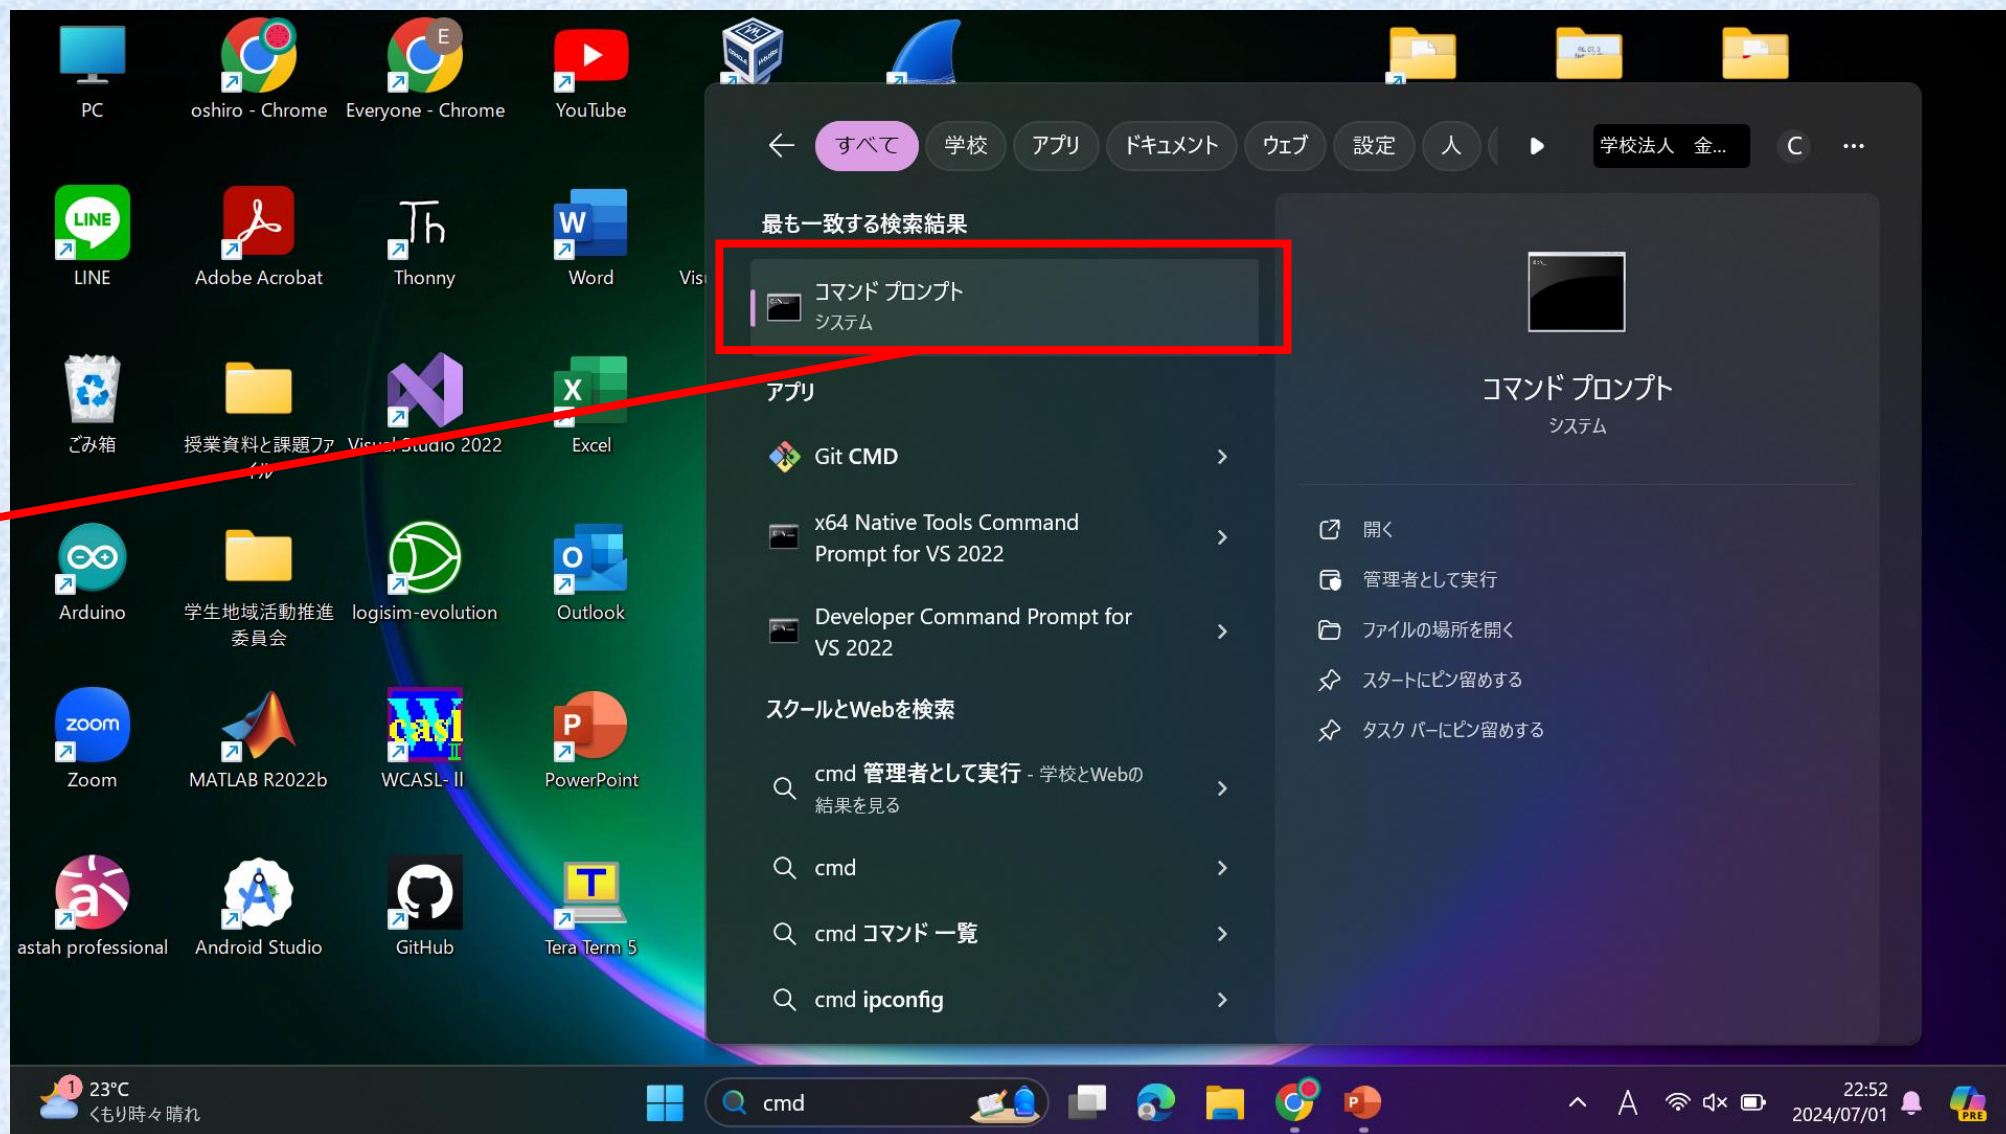 PC
oshiro - Chrome
Everyone - Chrome
YouTube
LINE
Adobe Acrobat
Thonny
Word
ごみ箱
授業資料と課題ファイル
Visual Studio 2022
Excel
Arduino
学生地域活動推進
委員会
logisim-evolution
Outlook
zoom
Zoom
MATLAB R2022b
WCASL-II
PowerPoint
astah professional
Android Studio
GitHub
Tera Term 5
すべて
学校
アプリ
ドキュメント
ウェブ
設定
人
学校法人 金...
C
最も一致する検索結果
コマンド プロンプト
システム
アプリ
Git CMD
x64 Native Tools Command
Prompt for VS 2022
Developer Command Prompt for
VS 2022
スクールとWebを検索
cmd 管理者として実行 - 学校とWebの
結果を見る
cmd
cmd コマンド 一覧
cmd ipconfig
コマンド プロンプト
システム
開く
管理者として実行
ファイルの場所を開く
スタートにピン留めする
タスク バーにピン留めする
1
23°C
くもり時々晴れ
cmd
A
22:52
2024/07/01
PRE